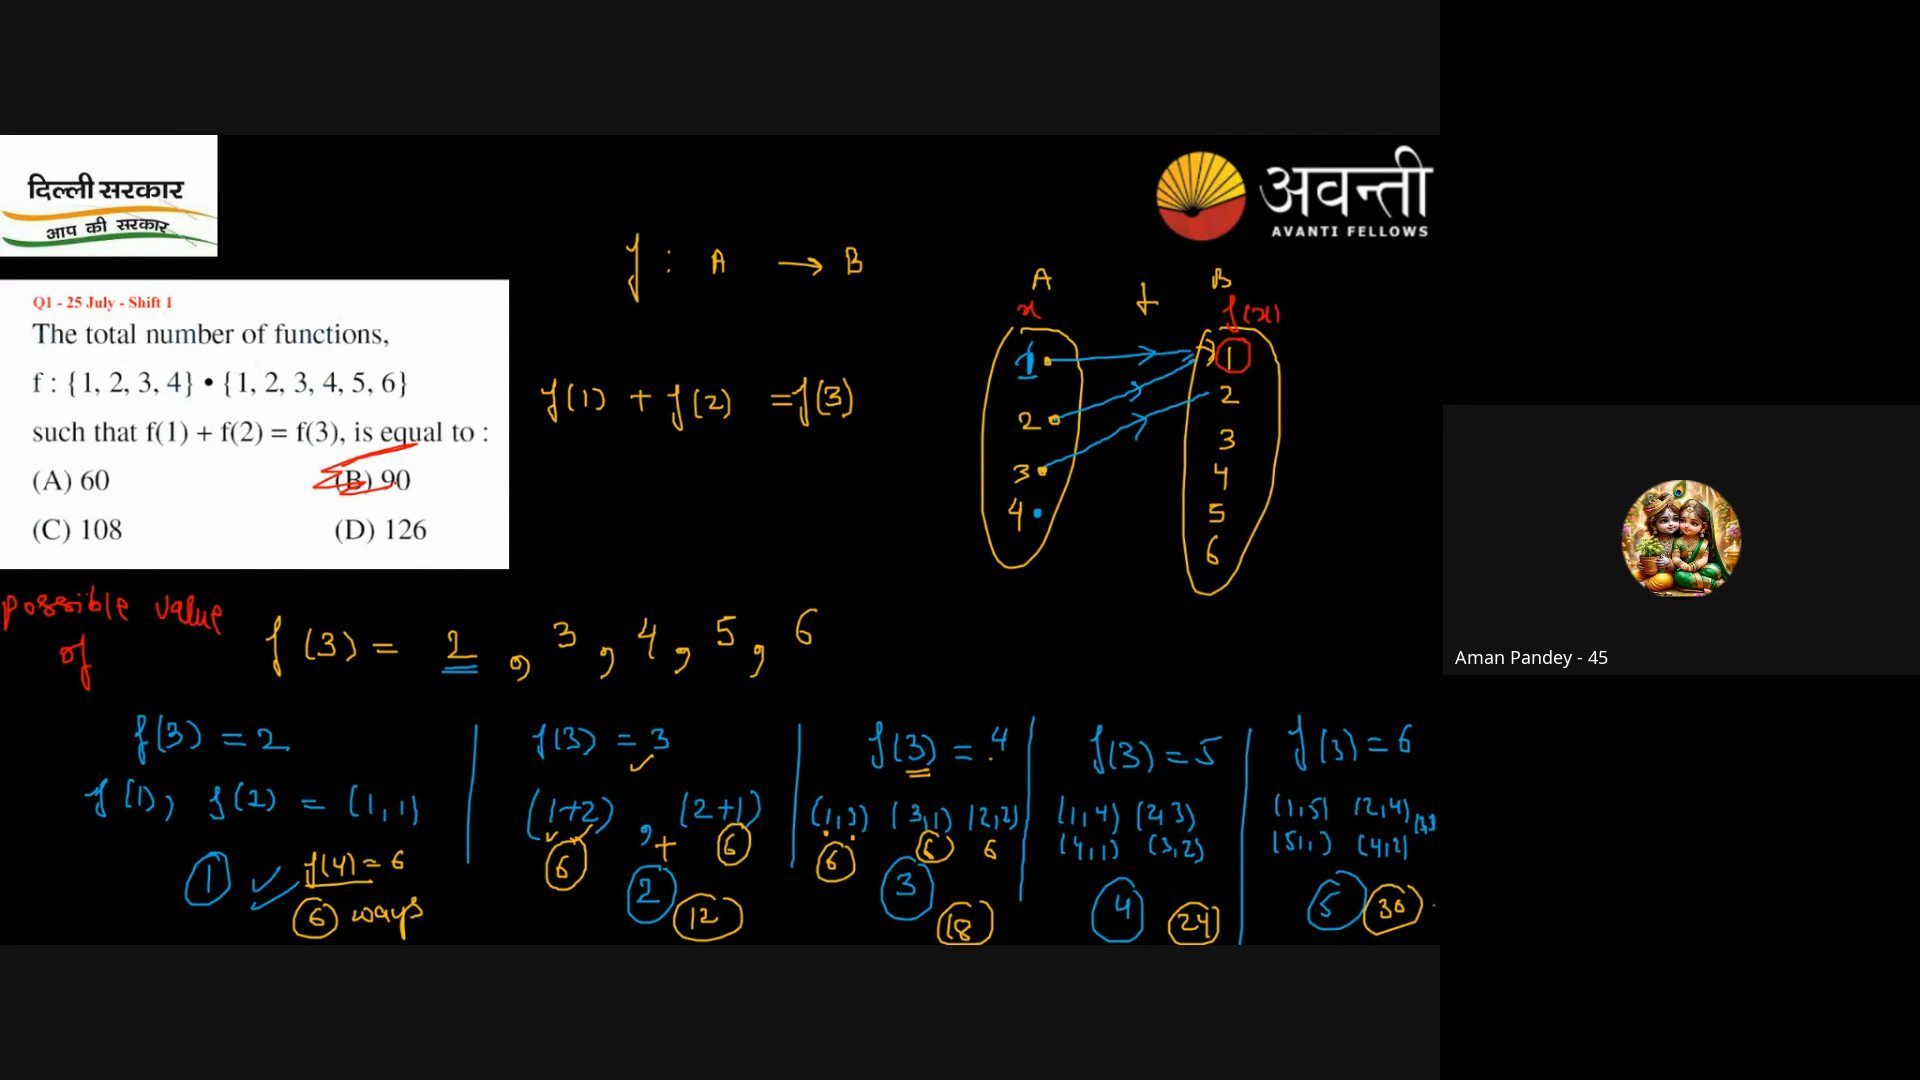 दिल्ली सरकार
आप की सरकार
अवन्ती
AVANTI FELLOWS
f : A → B
A f B
x f(x)
Q1 - 25 July - Shift 1
The total number of functions,
f : {1, 2, 3, 4} • {1, 2, 3, 4, 5, 6}
such that f(1) + f(2) = f(3), is equal to :
(A) 60 (B) 90
(C) 108 (D) 126
f(1) + f(2) = f(3)
1 1
2 2
3 3
4 4
5
6
Aman Pandey - 45
possible value
of
f(3) = 2, 3, 4, 5, 6
f(3) = 2
f(1), f(2) = (1,1)
1 f(4) = 6
6 ways
f(3) = 3
(1+2), (2+1)
6 + 6
2 12
f(3) = 4
(1,3) (3,1) (2,2)
6 6 6
3 18
f(3) = 5
(1,4) (2,3)
(4,1) (3,2)
4 24
f(3) = 6
(1,5) (2,4) (3,3
(5,1) (4,2)
5 30